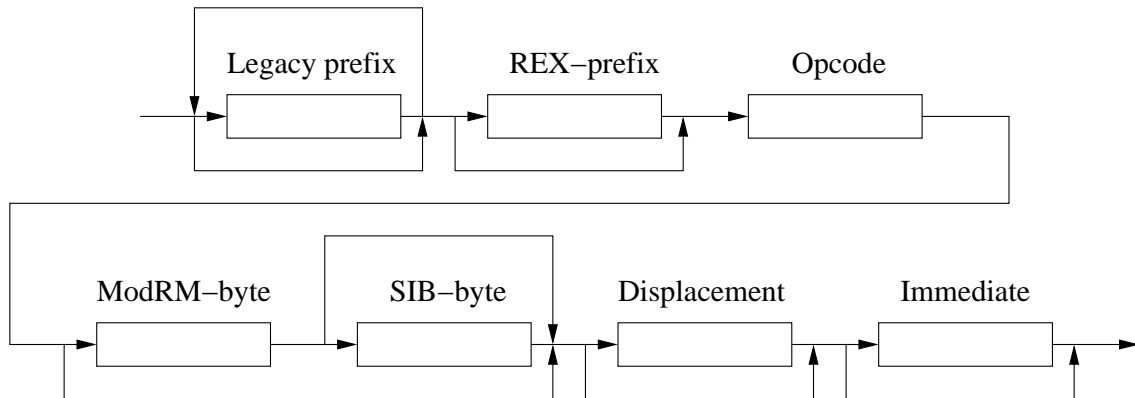 Legacy prefix REX−prefix Opcode
ModRM−byte SIB−byte Displacement Immediate